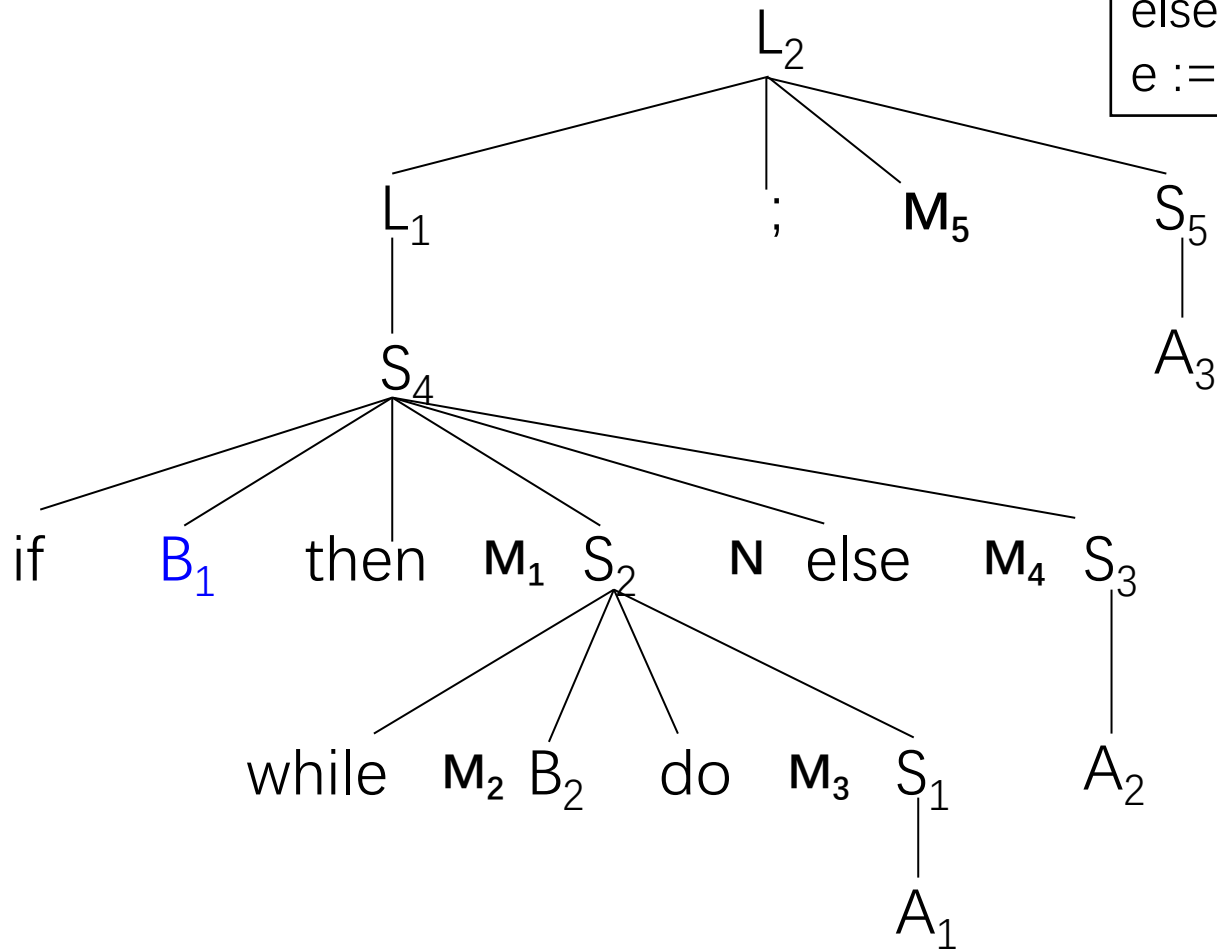 else
e :=
L₂
L₁ ; M₅ S₅
S₄ A₃
if B₁ then M₁ S₂ N else M₄ S₃
while M₂ B₂ do M₃ S₁ A₂
A₁